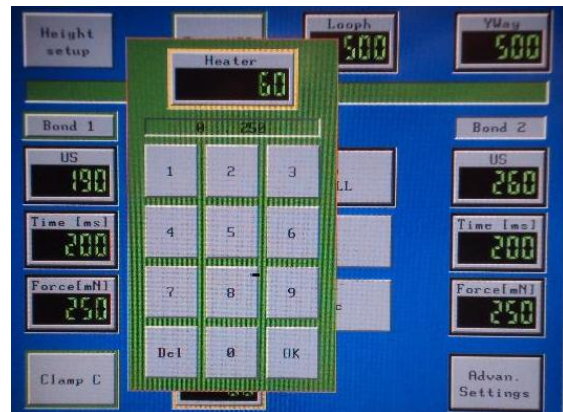 Height
setup
Looph
500
YWay
500
Heater
60
0 250
Bond 1
Bond 2
US
190
US
260
1 2 3
LL
Time [ms]
200
Time [ms]
200
4 5 6
Force[mN]
250
Force[mN]
250
7 8 9
Del 0 OK
Clamp C
Advan.
Settings